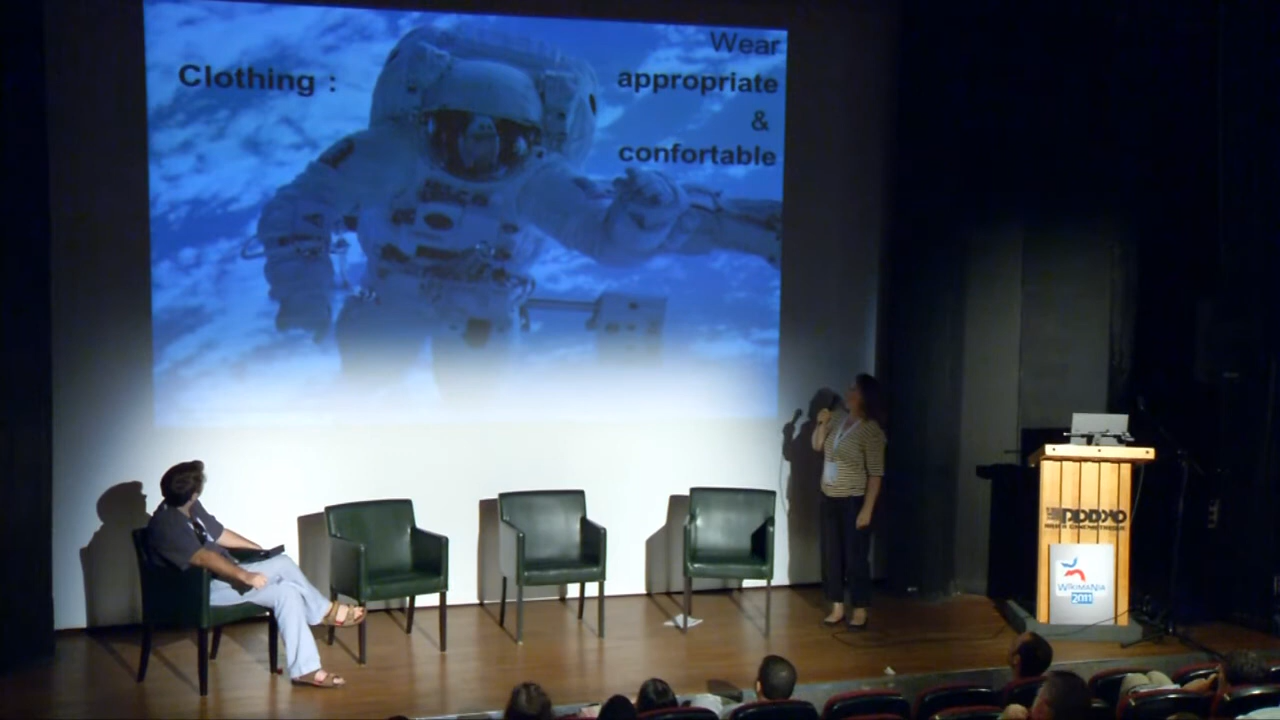 Clothing :
Wear
appropriate
&
confortable
WIKIMANIA
2011